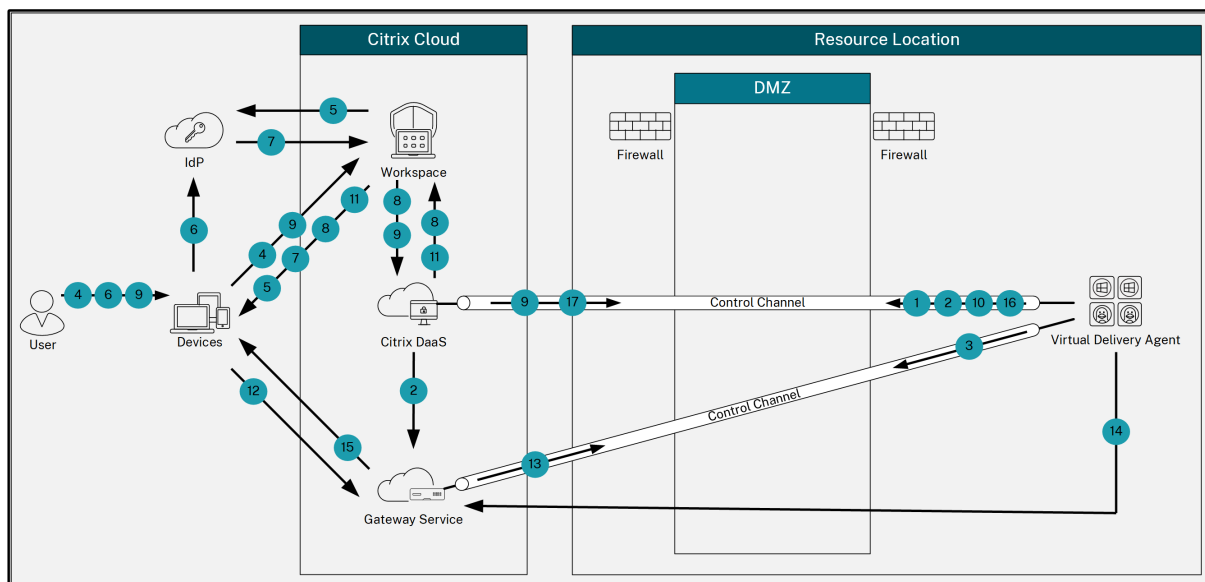 Citrix Cloud
Resource Location
DMZ
5
7
IdP
Workspace
Firewall
Firewall
11
8
9
8
7
4
5
6
9
8
11
4 6 9
User
Devices
Citrix DaaS
9 17
Control Channel
1 2 10 16
Virtual Delivery Agent
3
Control Channel
12
2
15
13
14
Gateway Service